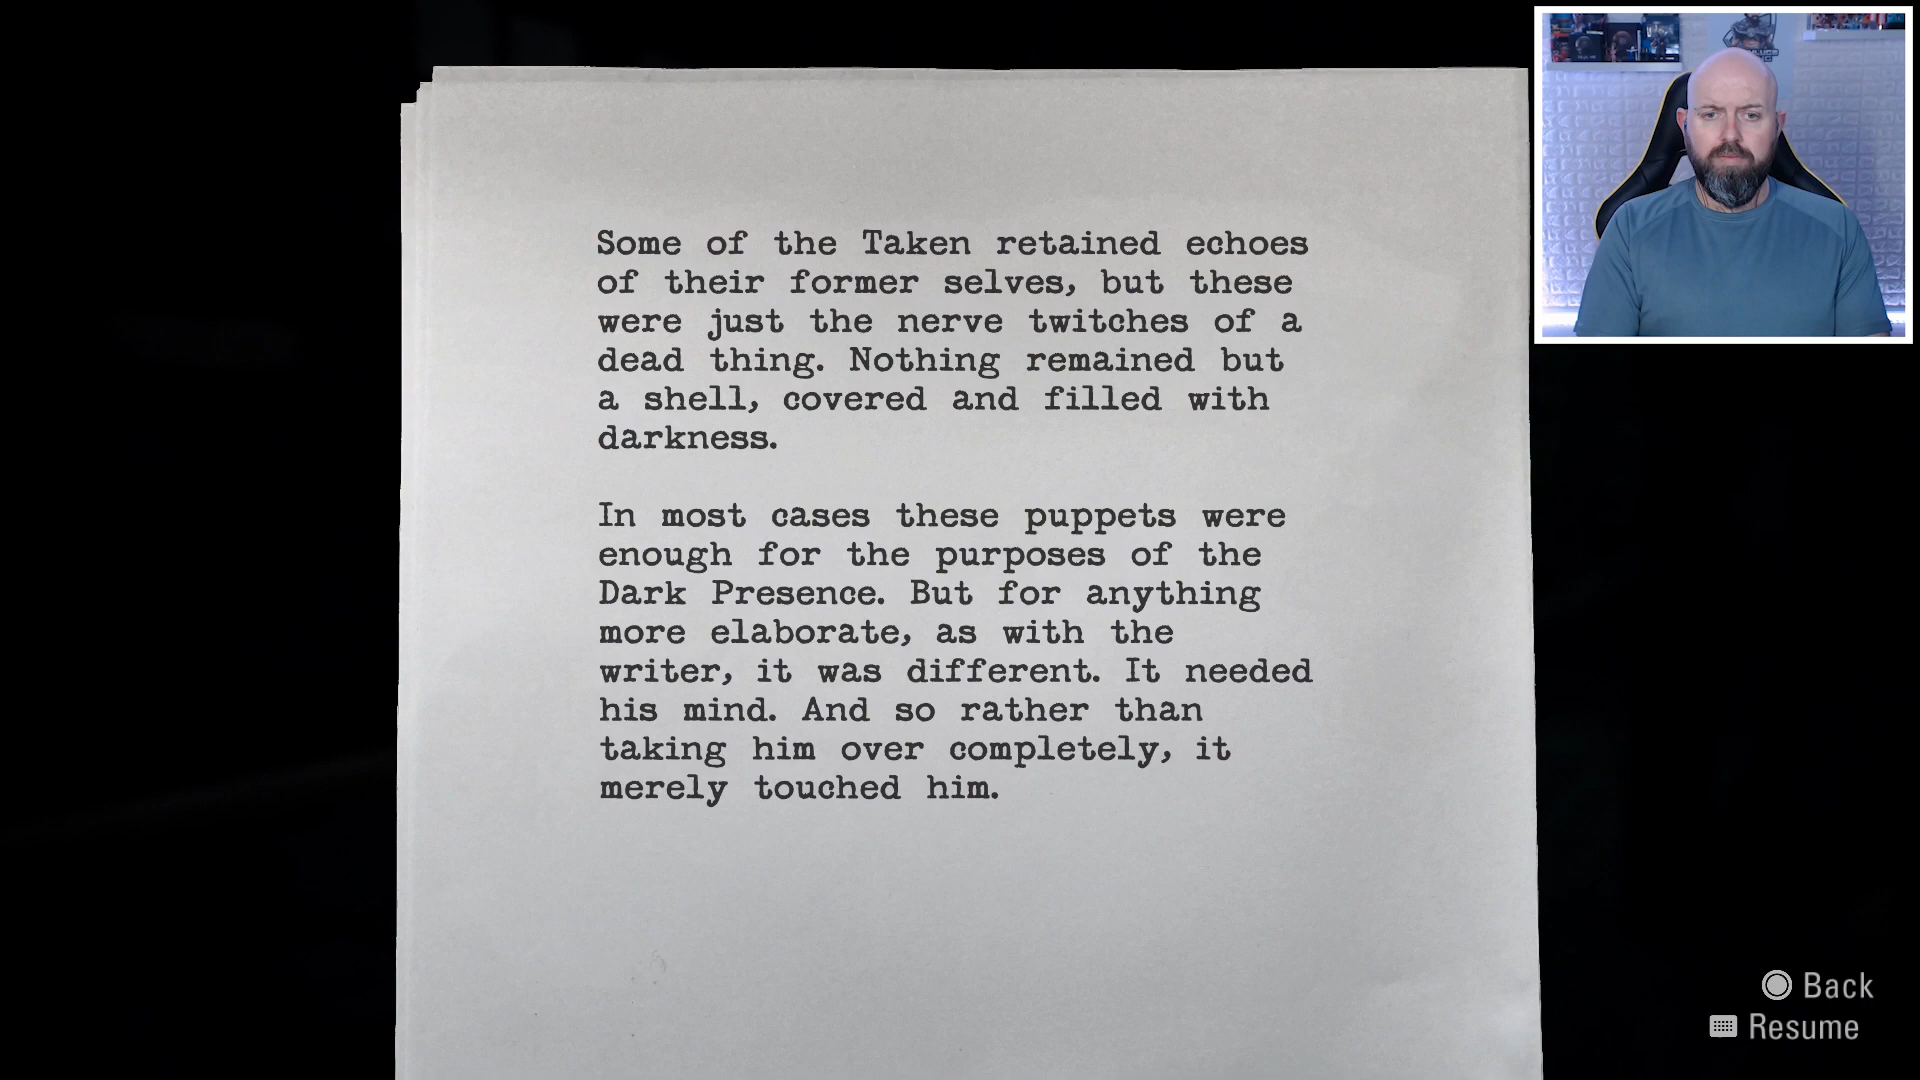 Some of the Taken retained echoes
of their former selves, but these
were just the nerve twitches of a
dead thing. Nothing remained but
a shell, covered and filled with
darkness.
In most cases these puppets were
enough for the purposes of the
Dark Presence. But for anything
more elaborate, as with the
writer, it was different. It needed
his mind. And so rather than
taking him over completely, it
merely touched him.
Back
Resume